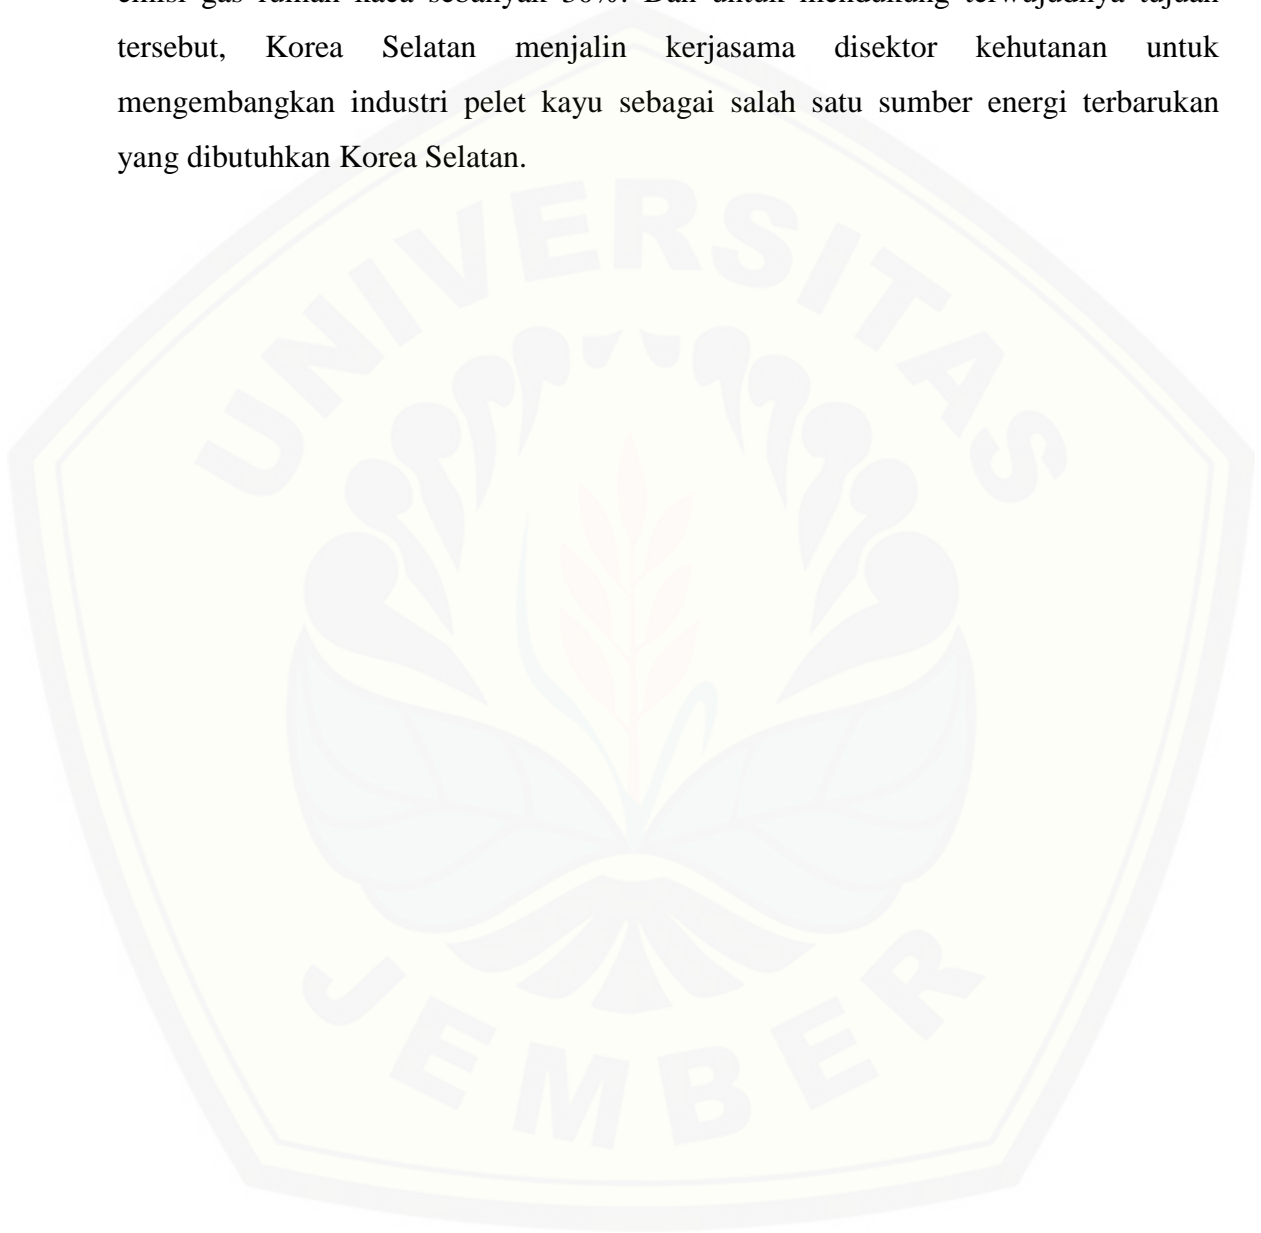 emisi gas rumah kaca sebanyak 30%. Dan untuk mendukung terwujudnya tujuan
tersebut, Korea Selatan menjalin kerjasama disektor kehutanan untuk
mengembangkan industri pelet kayu sebagai salah satu sumber energi terbarukan
yang dibutuhkan Korea Selatan.
UNIVERSITAS
JEMBER